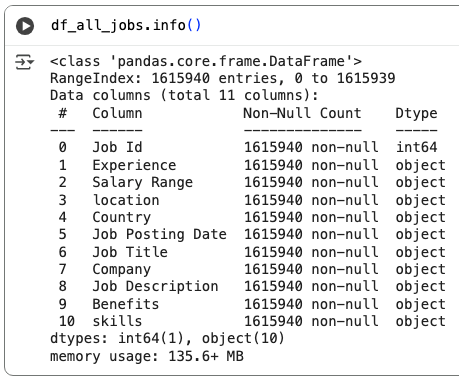 df_all_jobs.info()
<class 'pandas.core.frame.DataFrame'>
RangeIndex: 1615940 entries, 0 to 1615939
Data columns (total 11 columns):
 #   Column            Non-Null Count    Dtype
---  ------            --------------    -----
 0   Job Id            1615940 non-null  int64
 1   Experience        1615940 non-null  object
 2   Salary Range      1615940 non-null  object
 3   location          1615940 non-null  object
 4   Country           1615940 non-null  object
 5   Job Posting Date  1615940 non-null  object
 6   Job Title         1615940 non-null  object
 7   Company           1615940 non-null  object
 8   Job Description   1615940 non-null  object
 9   Benefits          1615940 non-null  object
 10  skills            1615940 non-null  object
dtypes: int64(1), object(10)
memory usage: 135.6+ MB